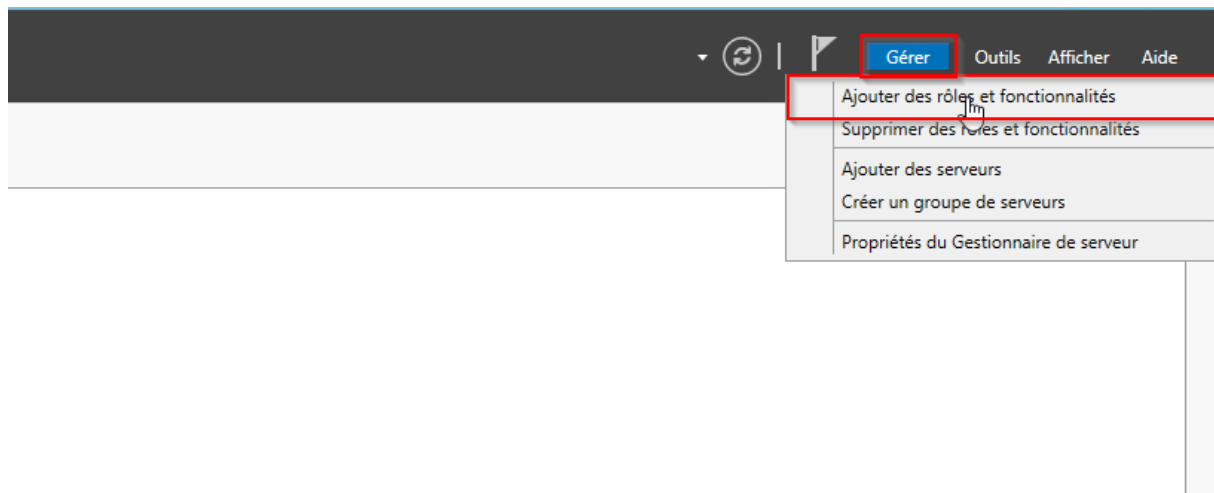 Gérer Outils Afficher Aide
Ajouter des rôles et fonctionnalités
Supprimer des rôles et fonctionnalités
Ajouter des serveurs
Créer un groupe de serveurs
Propriétés du Gestionnaire de serveur